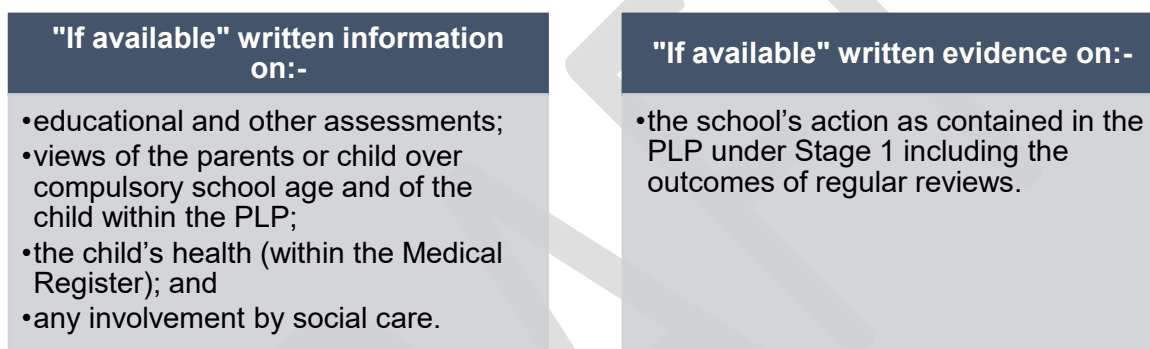 "If available" written information
on:-
•educational and other assessments;
•views of the parents or child over
compulsory school age and of the
child within the PLP;
•the child’s health (within the Medical
Register); and
•any involvement by social care.
"If available" written evidence on:-
•the school’s action as contained in the
PLP under Stage 1 including the
outcomes of regular reviews.